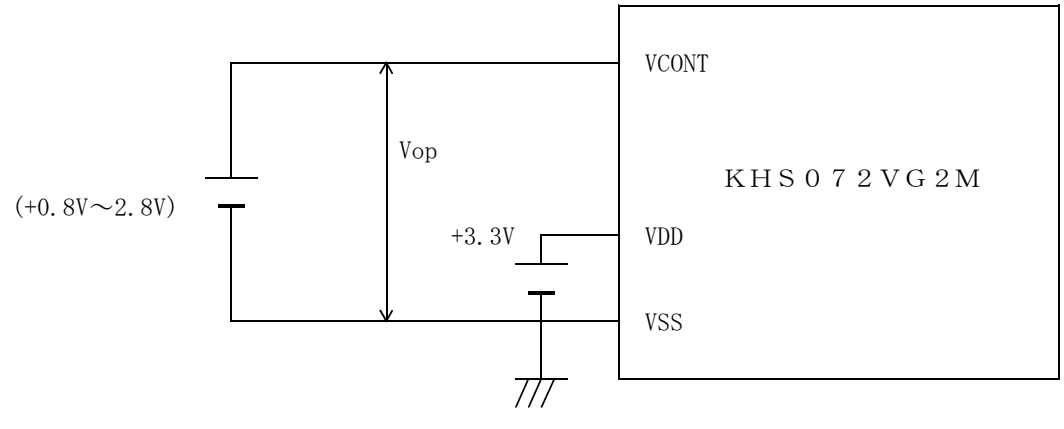 VCONT
Vop
KHS072VG2M
(+0.8V～2.8V)
+3.3V
VDD
VSS